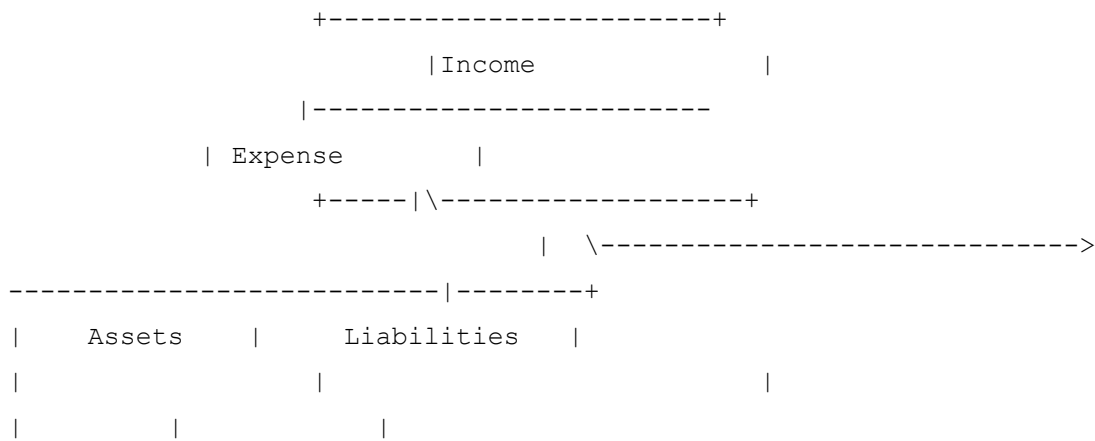 +------------------------+
|Income |
|-------------------------
| Expense |
+-----|\-------------------+
| \------------------------------>
---------------------------|--------+
| Assets | Liabilities |
| | |
| | |